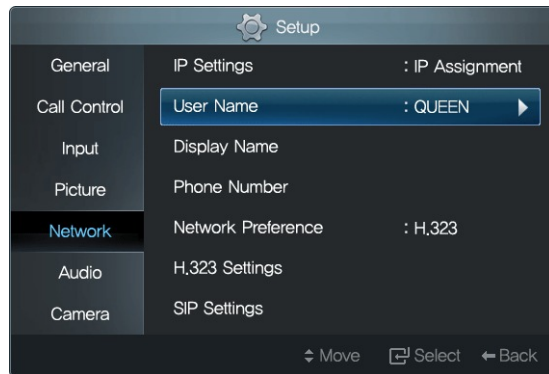 Setup
General
Call Control
Input
Picture
Network
Audio
Camera
IP Settings : IP Assignment
User Name : QUEEN
Display Name
Phone Number
Network Preference : H.323
H.323 Settings
SIP Settings
Move Select Back